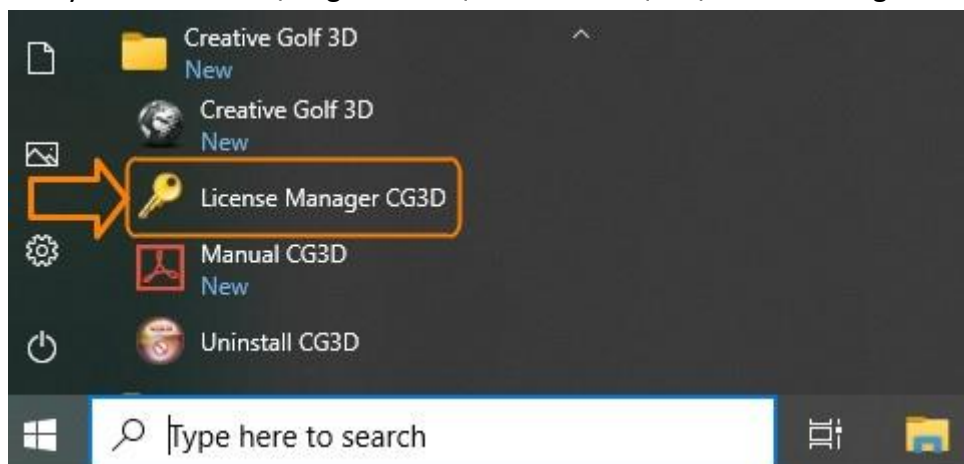 Creative Golf 3D
New
Creative Golf 3D
New
License Manager CG3D
Manual CG3D
New
Uninstall CG3D
Type here to search